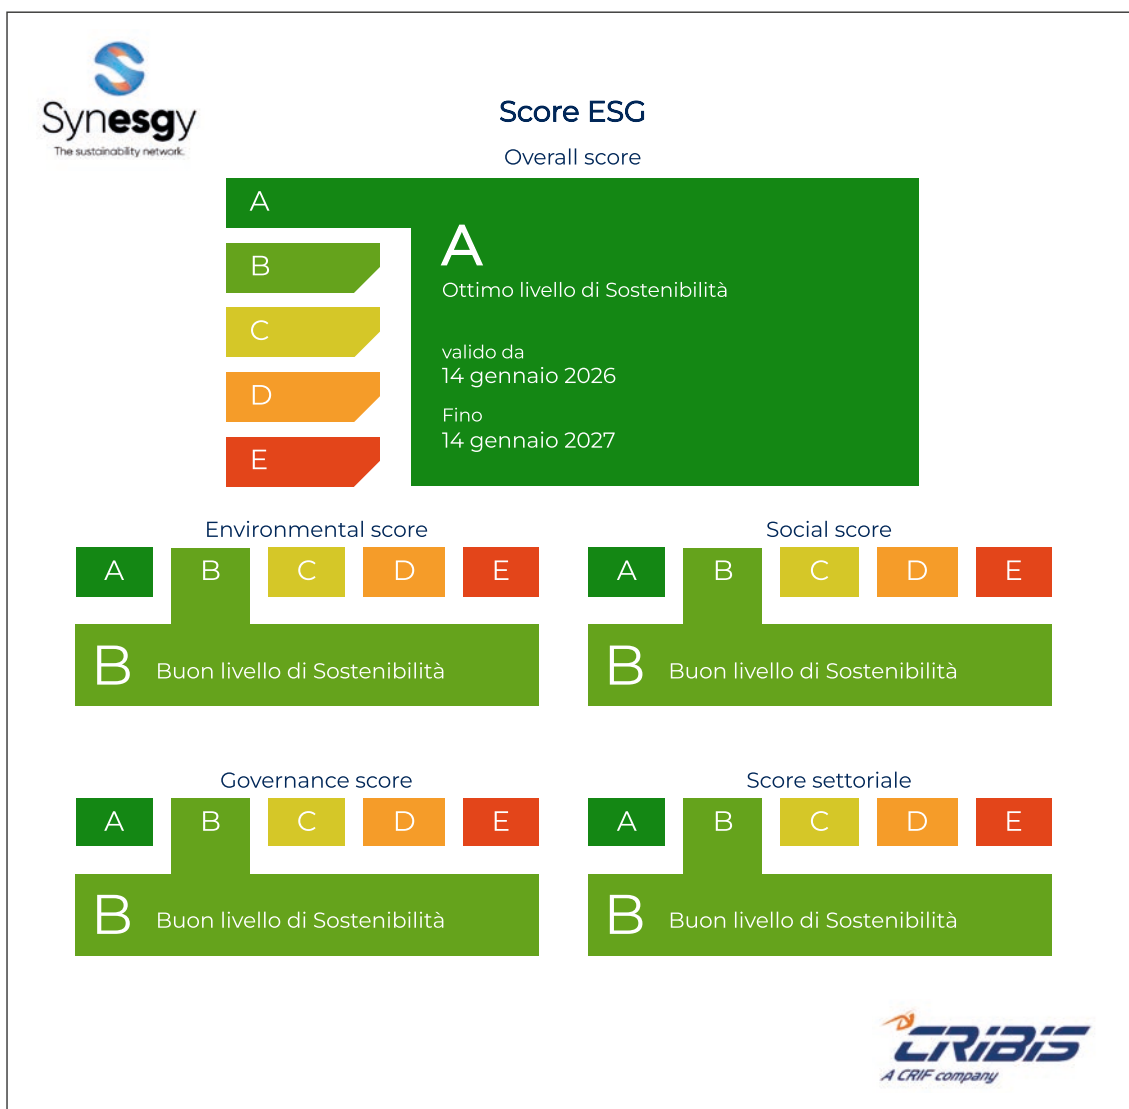 Synesgy
The sustainability network.
Score ESG
Overall score
A
B
C
D
E
A
Ottimo livello di Sostenibilità
valido da
14 gennaio 2026
Fino
14 gennaio 2027
Environmental score
A B C D E
B Buon livello di Sostenibilità
Social score
A B C D E
B Buon livello di Sostenibilità
Governance score
A B C D E
B Buon livello di Sostenibilità
Score settoriale
A B C D E
B Buon livello di Sostenibilità
CRIBIS
A CRIF company